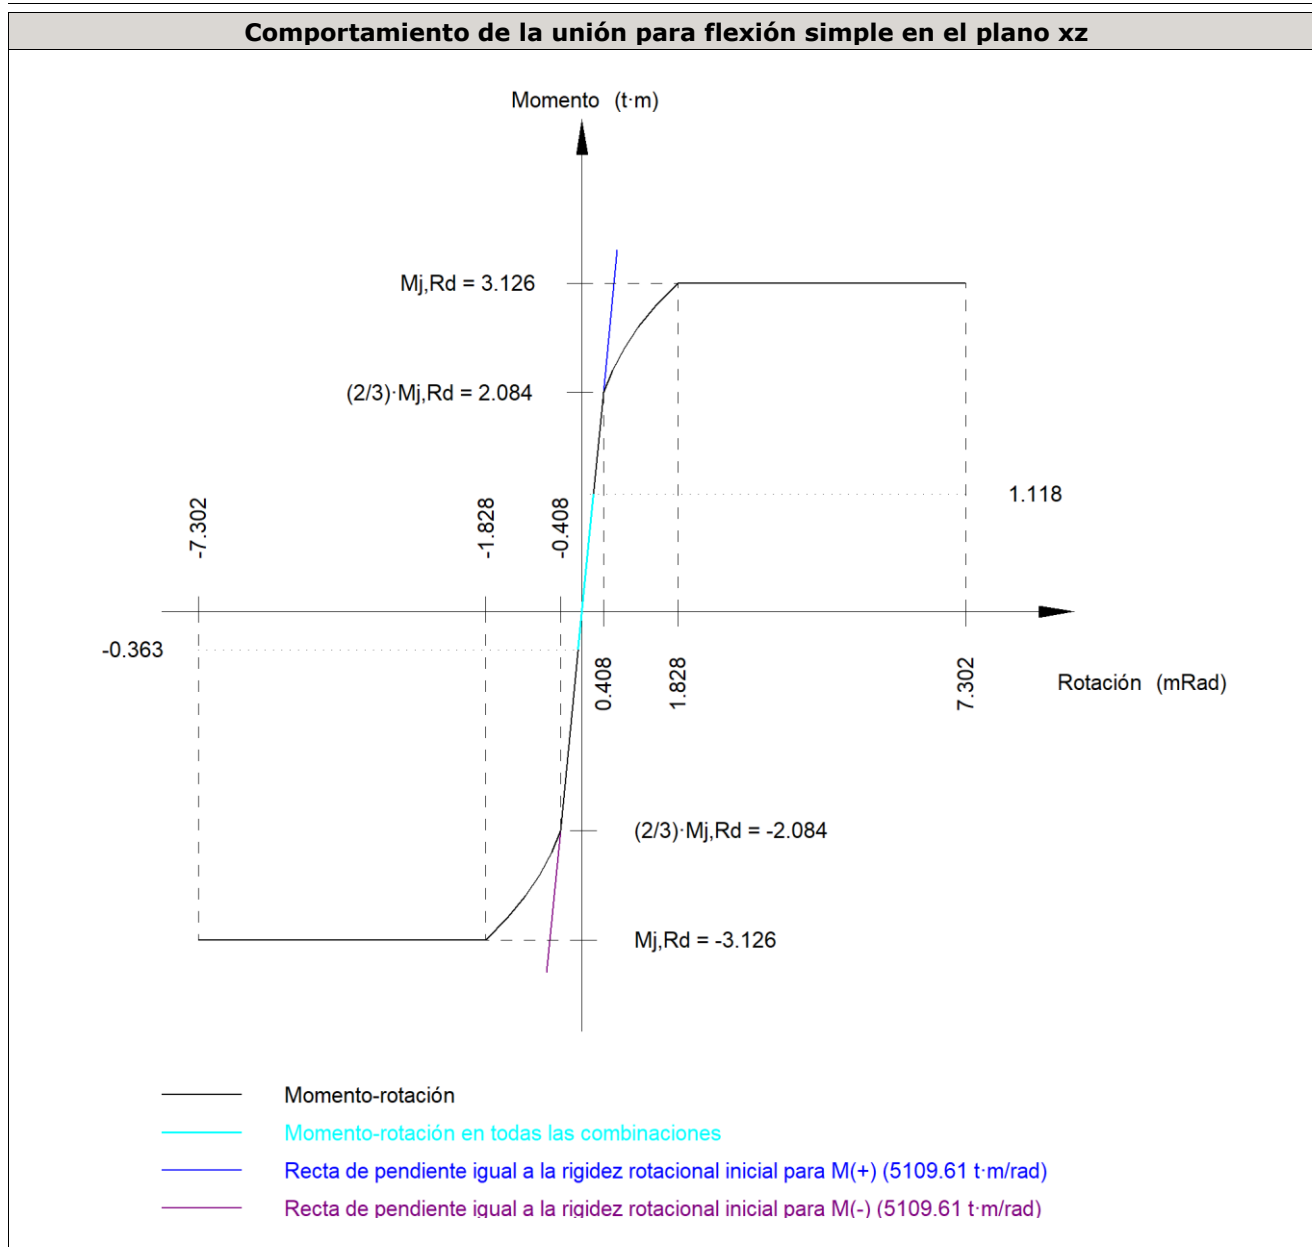 Comportamiento de la unión para flexión simple en el plano xz
Momento (t·m)
Mj,Rd = 3.126
(2/3)·Mj,Rd = 2.084
1.118
-7.302
-1.828
-0.408
-0.363
0.408
1.828
7.302
Rotación (mRad)
(2/3)·Mj,Rd = -2.084
Mj,Rd = -3.126
Momento-rotación
Momento-rotación en todas las combinaciones
Recta de pendiente igual a la rigidez rotacional inicial para M(+) (5109.61 t·m/rad)
Recta de pendiente igual a la rigidez rotacional inicial para M(-) (5109.61 t·m/rad)